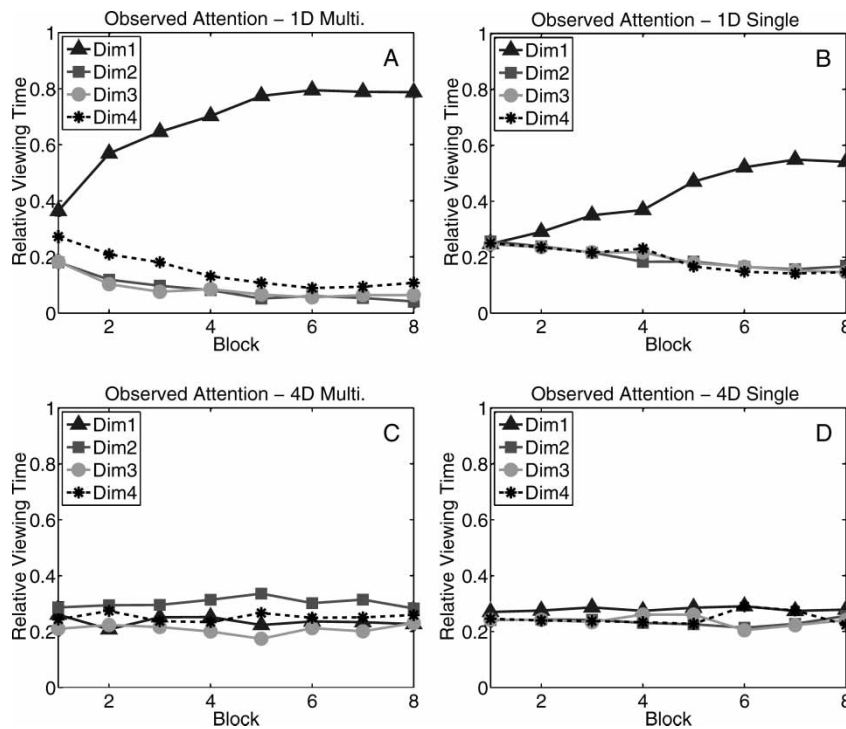 Observed Attention – 1D Multi.
A
Dim1
Dim2
Dim3
Dim4
1
0.8
0.6
0.4
0.2
0
Relative Viewing Time
2 4 6 8
Block
Observed Attention – 1D Single
B
Dim1
Dim2
Dim3
Dim4
1
0.8
0.6
0.4
0.2
0
Relative Viewing Time
2 4 6 8
Block
Observed Attention – 4D Multi.
C
Dim1
Dim2
Dim3
Dim4
1
0.8
0.6
0.4
0.2
0
Relative Viewing Time
2 4 6 8
Block
Observed Attention – 4D Single
D
Dim1
Dim2
Dim3
Dim4
1
0.8
0.6
0.4
0.2
0
Relative Viewing Time
2 4 6 8
Block